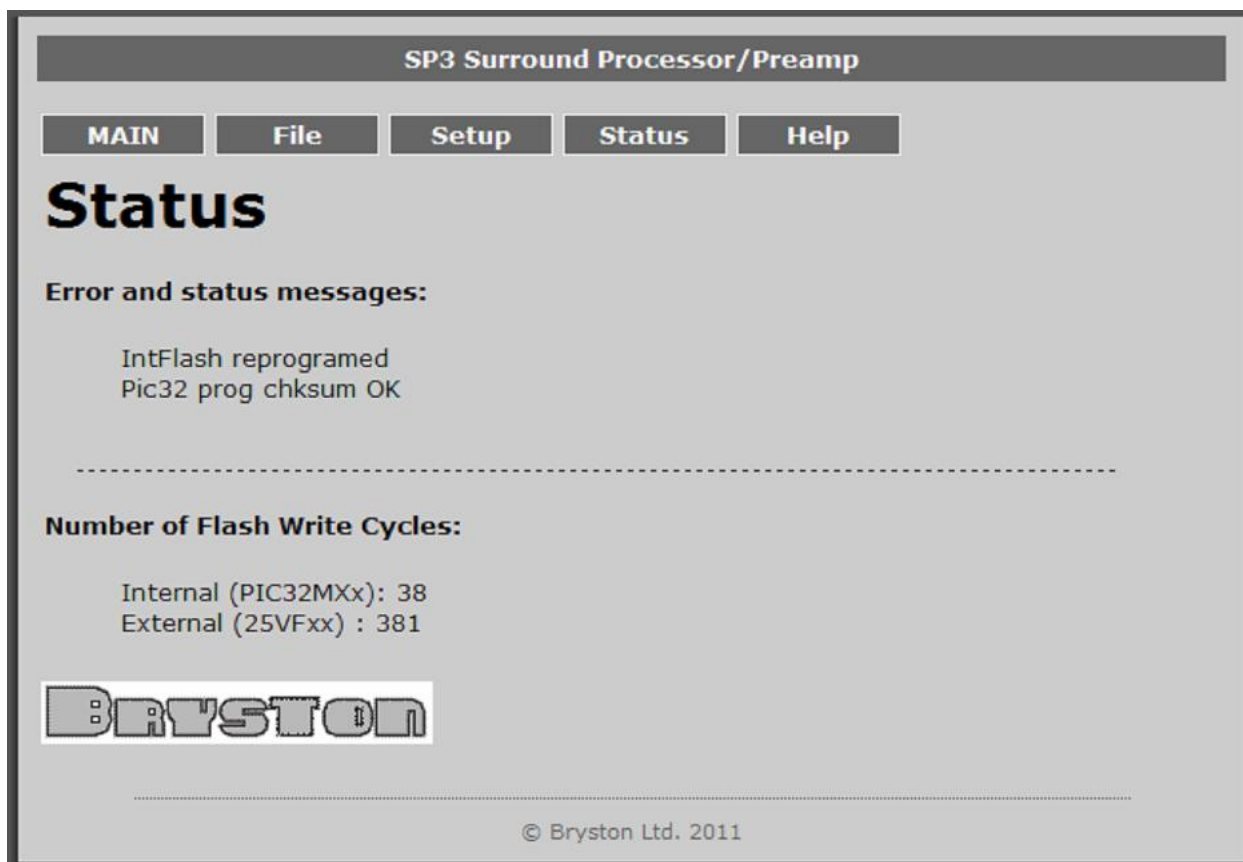 SP3 Surround Processor/Preamp
MAIN File Setup Status Help
Status
Error and status messages:
IntFlash reprogramed
Pic32 prog chksum OK
Number of Flash Write Cycles:
Internal (PIC32MXx): 38
External (25VFxx) : 381
BRYSTON
© Bryston Ltd. 2011